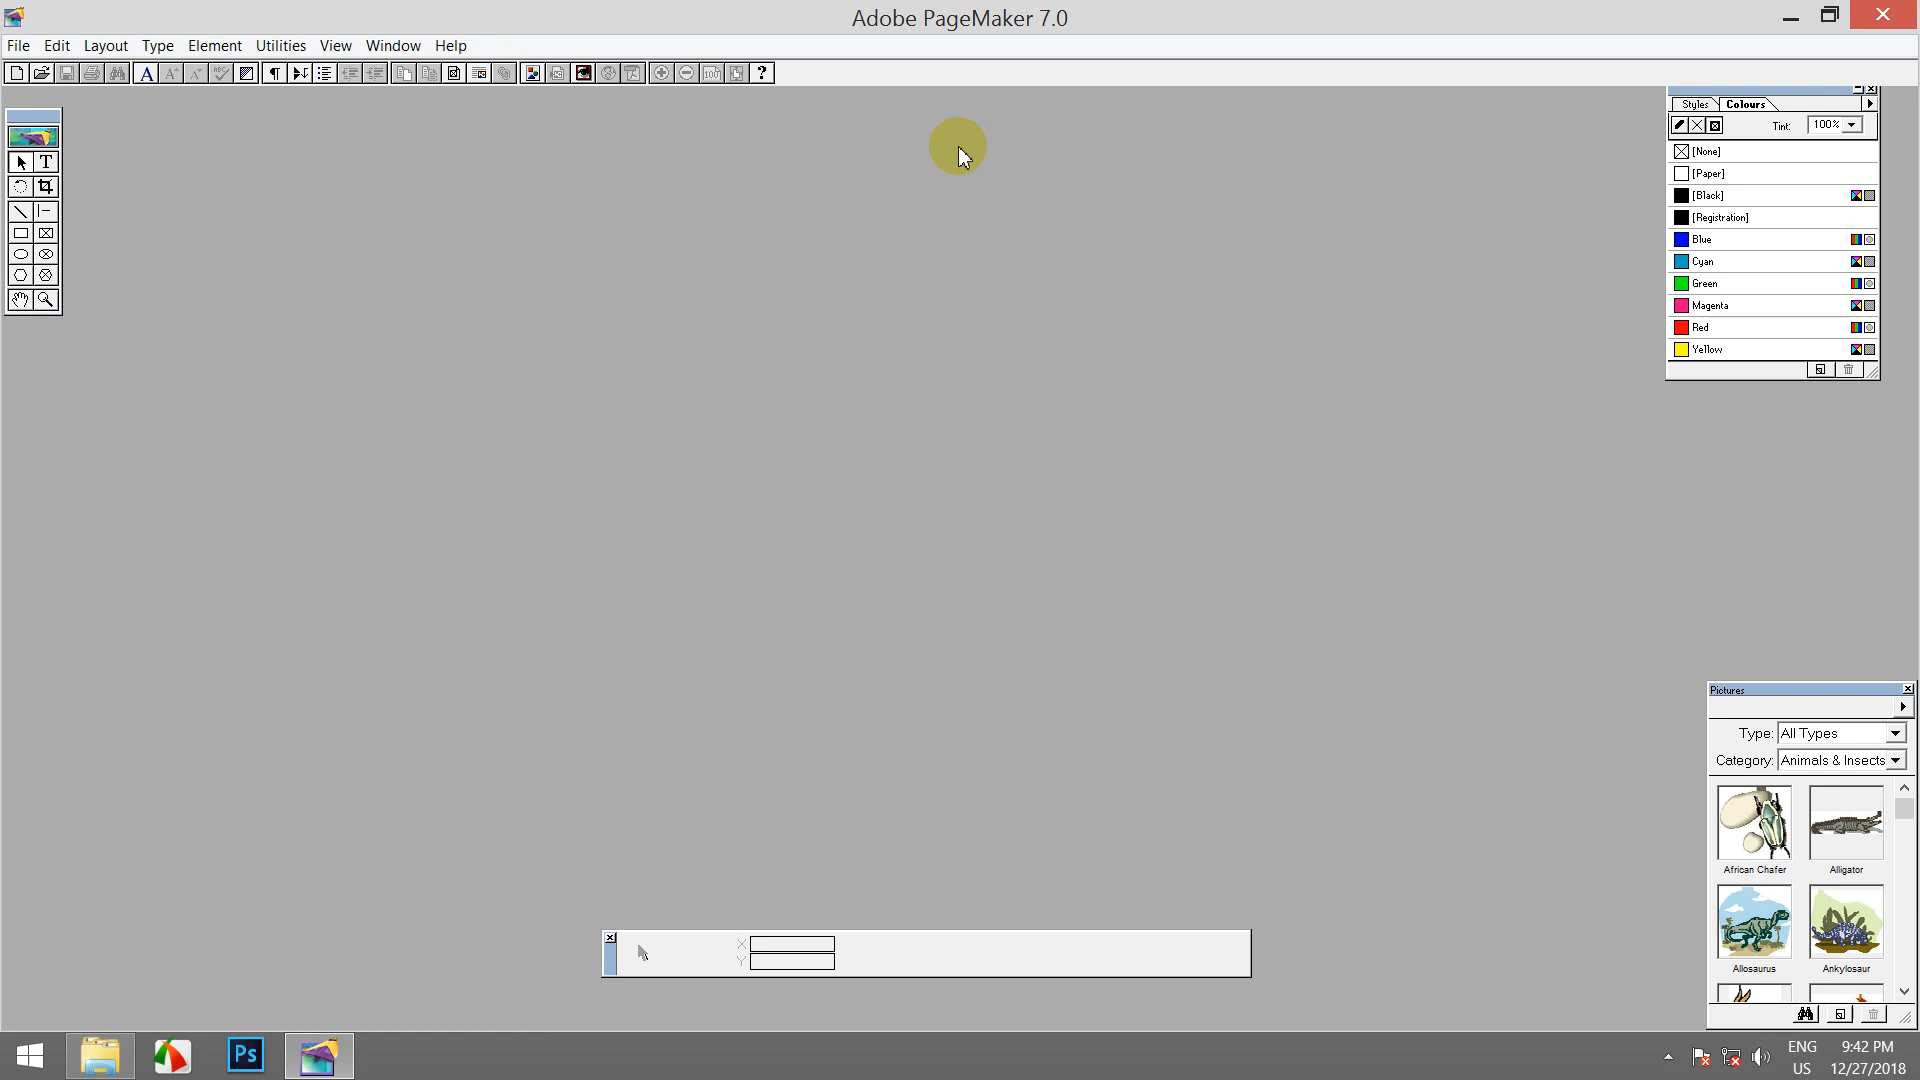 Adobe PageMaker 7.0
File Edit Layout Type Element Utilities View Window Help
Styles Colours
Tint: 100%
[None]
[Paper]
[Black]
[Registration]
Blue
Cyan
Green
Magenta
Red
Yellow
Pictures
Type: All Types
Category: Animals & Insects
African Chafer Alligator
Allosaurus Ankylosaur
X
Y
Ps
ENG 9:42 PM
US 12/27/2018